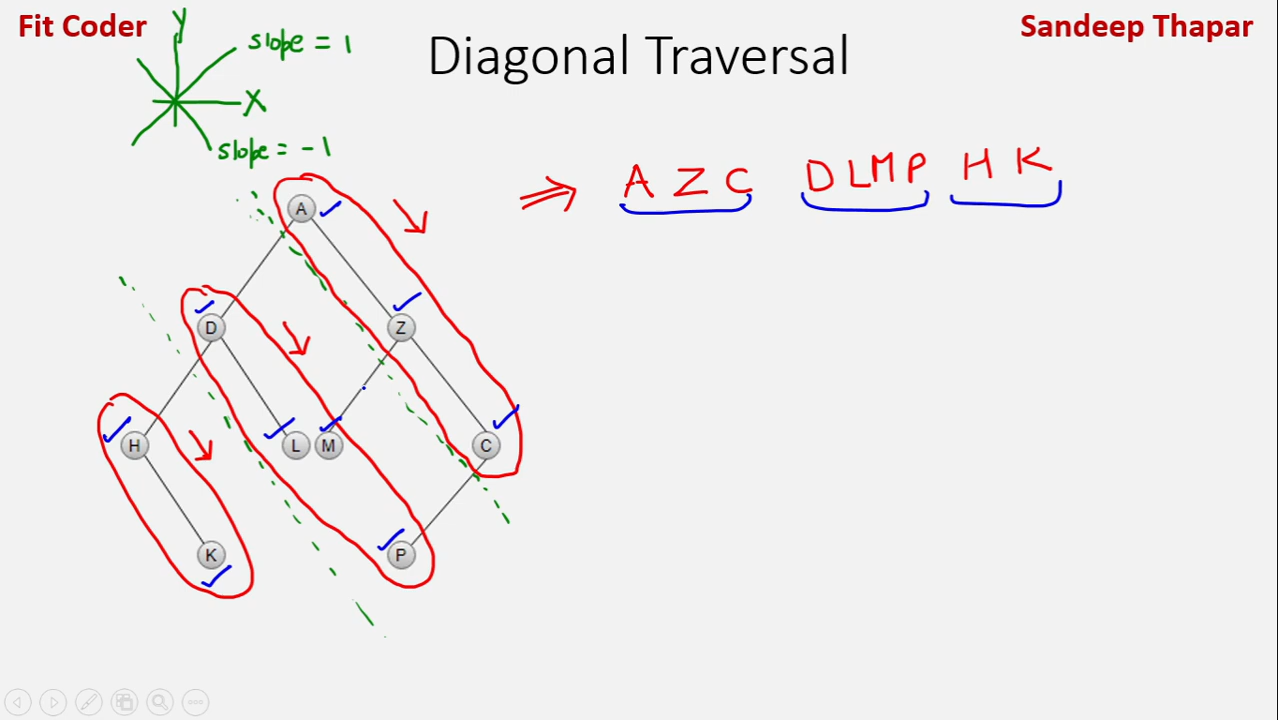 Fit Coder
Sandeep Thapar
Y
slope = 1
X
slope = -1
Diagonal Traversal
⇒ A Z C D L M P H K
A
D
Z
H
L
M
C
K
P